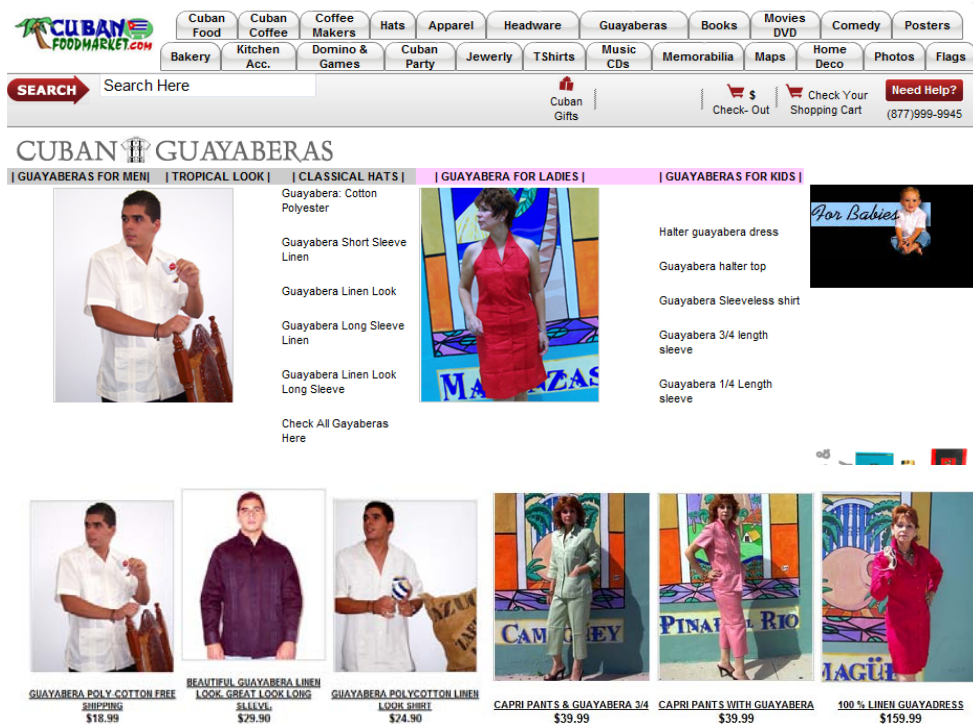 CUBAN
FOODMARKET.COM
Cuban
Food
Cuban
Coffee
Coffee
Makers
Hats
Apparel
Headware
Guayaberas
Books
Movies
DVD
Comedy
Posters
Bakery
Kitchen
Acc.
Domino &
Games
Cuban
Party
Jewerly
TShirts
Music
CDs
Memorabilia
Maps
Home
Deco
Photos
Flags
SEARCH
Search Here
Cuban
Gifts
$
Check- Out
Check Your
Shopping Cart
Need Help?
(877)999-9945
CUBAN GUAYABERAS
| GUAYABERAS FOR MEN|
| TROPICAL LOOK |
| CLASSICAL HATS |
| GUAYABERA FOR LADIES |
| GUAYABERAS FOR KIDS |
Guayabera: Cotton
Polyester
Guayabera Short Sleeve
Linen
Guayabera Linen Look
Guayabera Long Sleeve
Linen
Guayabera Linen Look
Long Sleeve
Check All Gayaberas
Here
MA NZAS
Halter guayabera dress
Guayabera halter top
Guayabera Sleeveless shirt
Guayabera 3/4 length
sleeve
Guayabera 1/4 Length
sleeve
For Babies
GUAYABERA POLY-COTTON FREE
SHIPPING
$18.99
BEAUTIFUL GUAYABERA LINEN
LOOK. GREAT LOOK LONG
SLEEVE.
$29.90
AZUC
GUAYABERA POLYCOTTON LINEN
LOOK SHIRT
$24.90
CAM EY
CAPRI PANTS & GUAYABERA 3/4
$39.99
PINAR RIO
CAPRI PANTS WITH GUAYABERA
$39.99
MAGÜE
100 % LINEN GUAYADRESS
$159.99